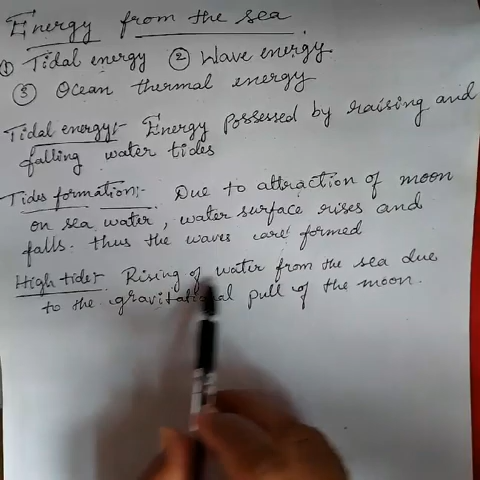 Energy from the sea
① Tidal energy ② Wave energy
③ Ocean thermal energy
Tidal energy:- Energy possessed by raising and
falling water tides
Tides formation:- Due to attraction of moon
on sea water, water surface rises and
falls. thus the waves are formed
High tide:- Rising of water from the sea due
to the gravitational pull of the moon.